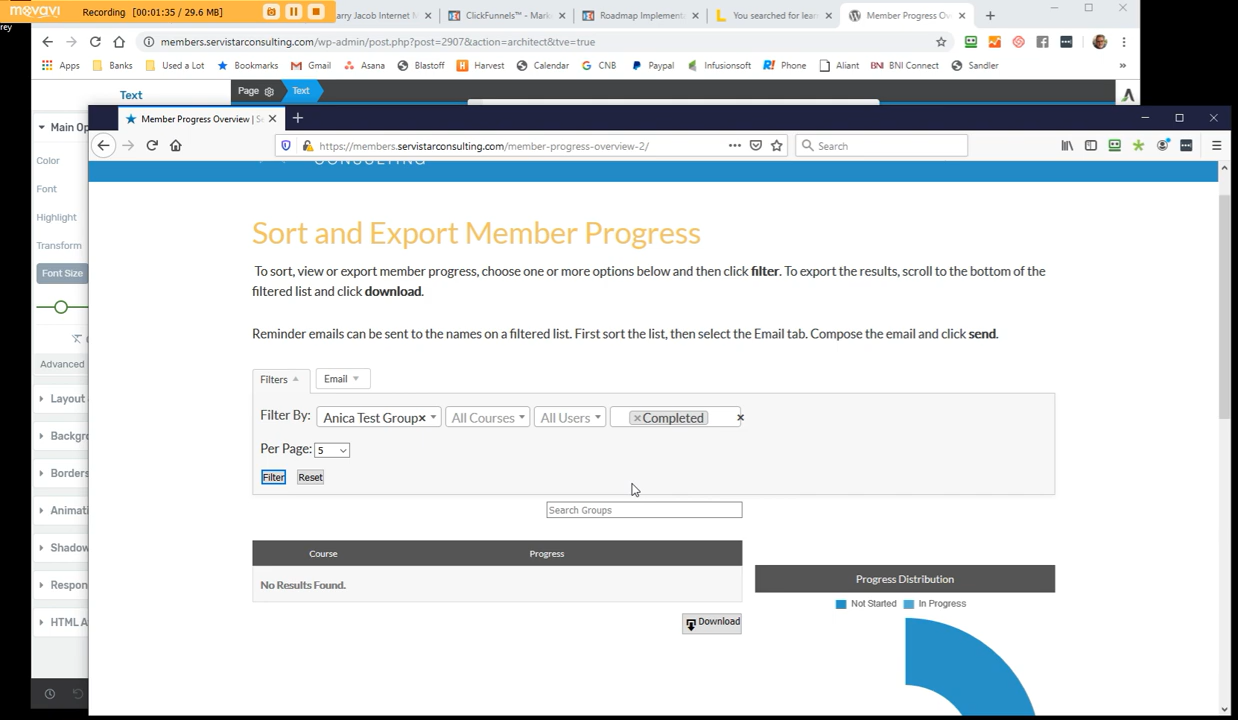 movavi
Recording (00:01:35 / 29.6 MB)
arry Jacob Internet M
ClickFunnels™ - Mark
Roadmap Implement
You searched for lear
Member Progress Ov
rey
members.servistarconsulting.com/wp-admin/post.php?post=2907&action=architect&tve=true
Apps
Banks
Used a Lot
Bookmarks
Gmail
Asana
Blastoff
Harvest
Calendar
CNB
Paypal
Infusionsoft
Phone
Aliant
BNI Connect
Sandler
Text
Page
Text
Member Progress Overview | Se
https://members.servistarconsulting.com/member-progress-overview-2/
Search
CONSULTING
Main Op
Color
Font
Highlight
Transform
Font Size
Advanced
Layout
Backgro
Borders
Animati
Shadow
Respon
HTML A
Sort and Export Member Progress
To sort, view or export member progress, choose one or more options below and then click filter. To export the results, scroll to the bottom of the
filtered list and click download.
Reminder emails can be sent to the names on a filtered list. First sort the list, then select the Email tab. Compose the email and click send.
Filters
Email
Filter By: Anica Test Group× All Courses All Users ×Completed ×
Per Page: 5
Filter Reset
Search Groups
Course Progress
No Results Found.
Download
Progress Distribution
Not Started In Progress